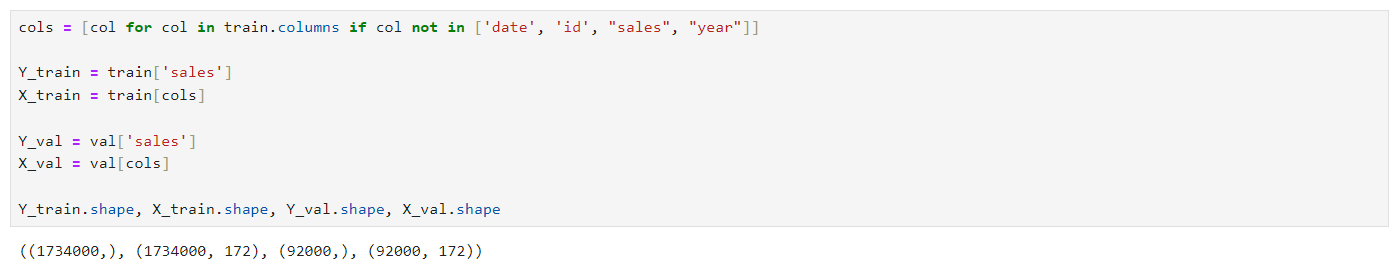 cols = [col for col in train.columns if col not in ['date', 'id', "sales", "year"]]
Y_train = train['sales']
X_train = train[cols]
Y_val = val['sales']
X_val = val[cols]
Y_train.shape, X_train.shape, Y_val.shape, X_val.shape
((1734000,), (1734000, 172), (92000,), (92000, 172))